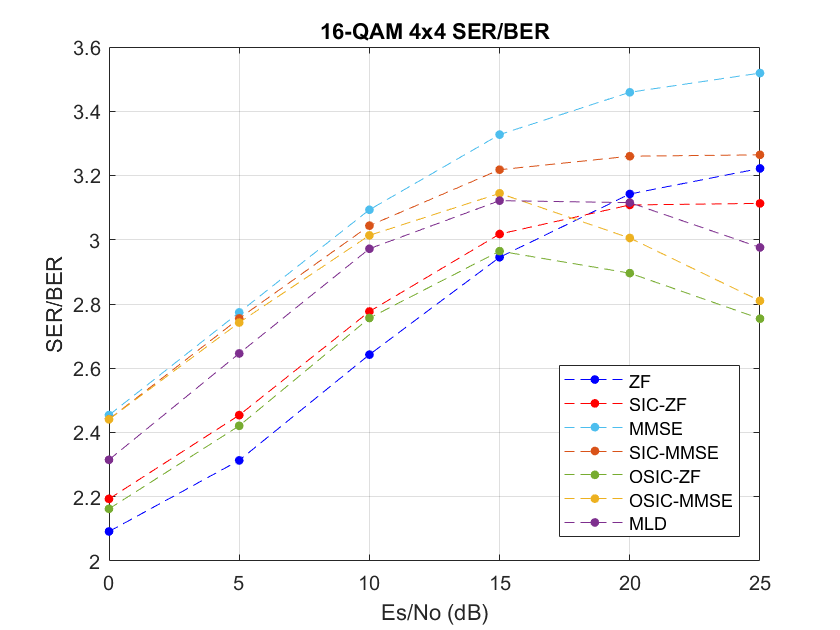 16-QAM 4x4 SER/BER
3.6
3.4
3.2
3
2.8
2.6
2.4
2.2
2
SER/BER
0 5 10 15 20 25
Es/No (dB)
ZF
SIC-ZF
MMSE
SIC-MMSE
OSIC-ZF
OSIC-MMSE
MLD